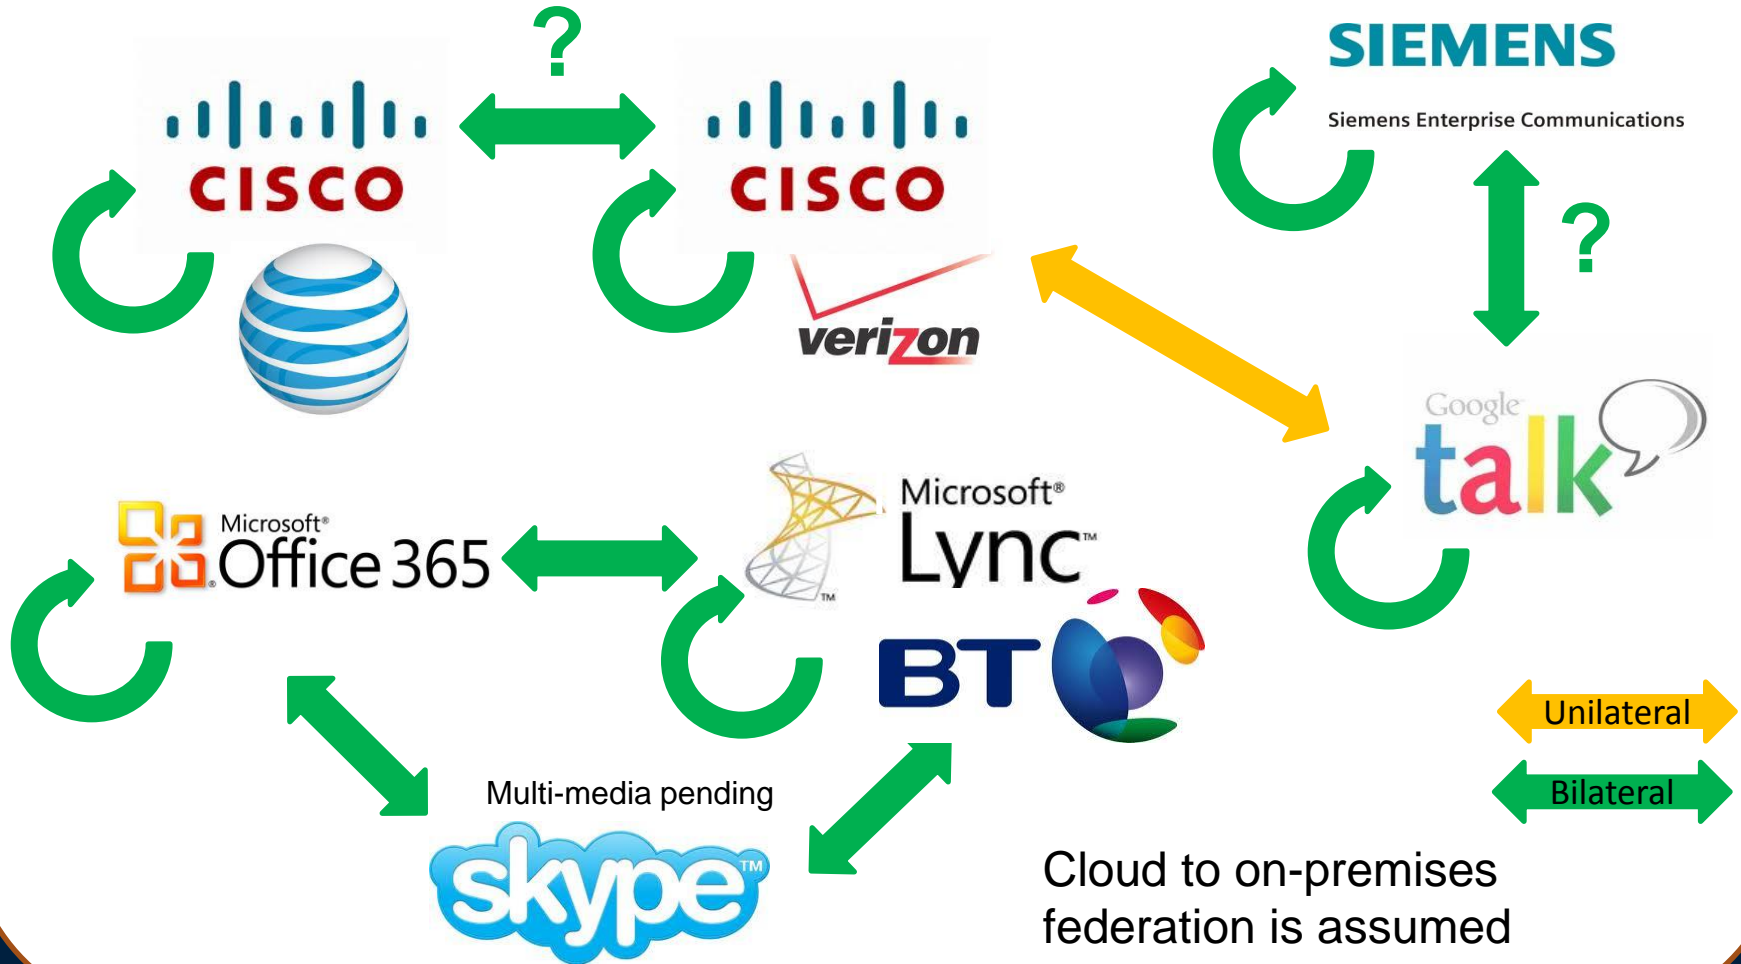 ?
SIEMENS
Siemens Enterprise Communications
CISCO
CISCO
?
verizon
Google
talk
Microsoft®
Office 365
Microsoft®
Lync™
TM
BT
Unilateral
Multi-media pending
Bilateral
skype™
Cloud to on-premises
federation is assumed